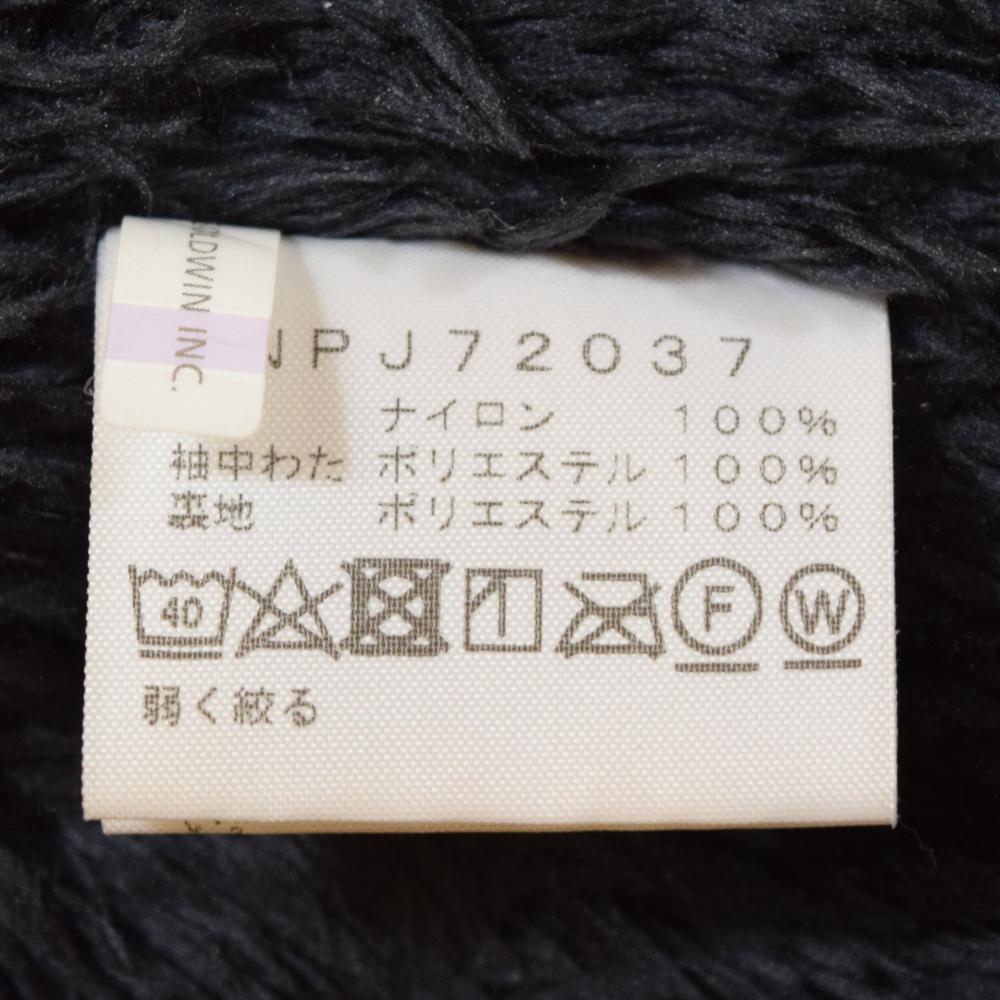 LDWIN INC.
NPJ72037
ナイロン 100%
袖中わた ポリエステル 100%
裏地 ポリエステル 100%
40 F W
弱く絞る